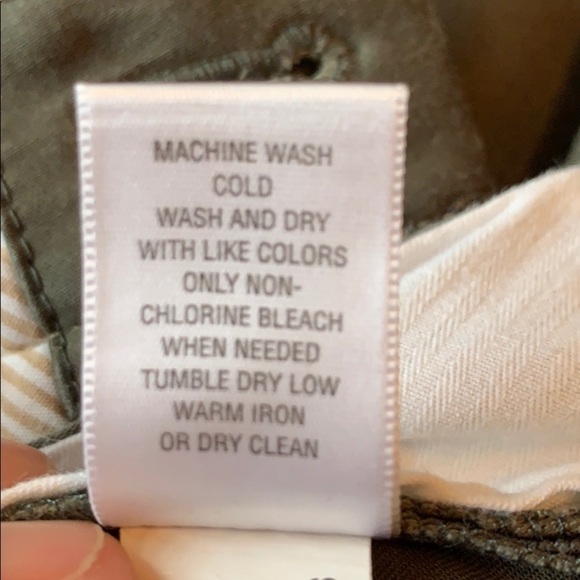 MACHINE WASH
COLD
WASH AND DRY
WITH LIKE COLORS
ONLY NON-
CHLORINE BLEACH
WHEN NEEDED
TUMBLE DRY LOW
WARM IRON
OR DRY CLEAN